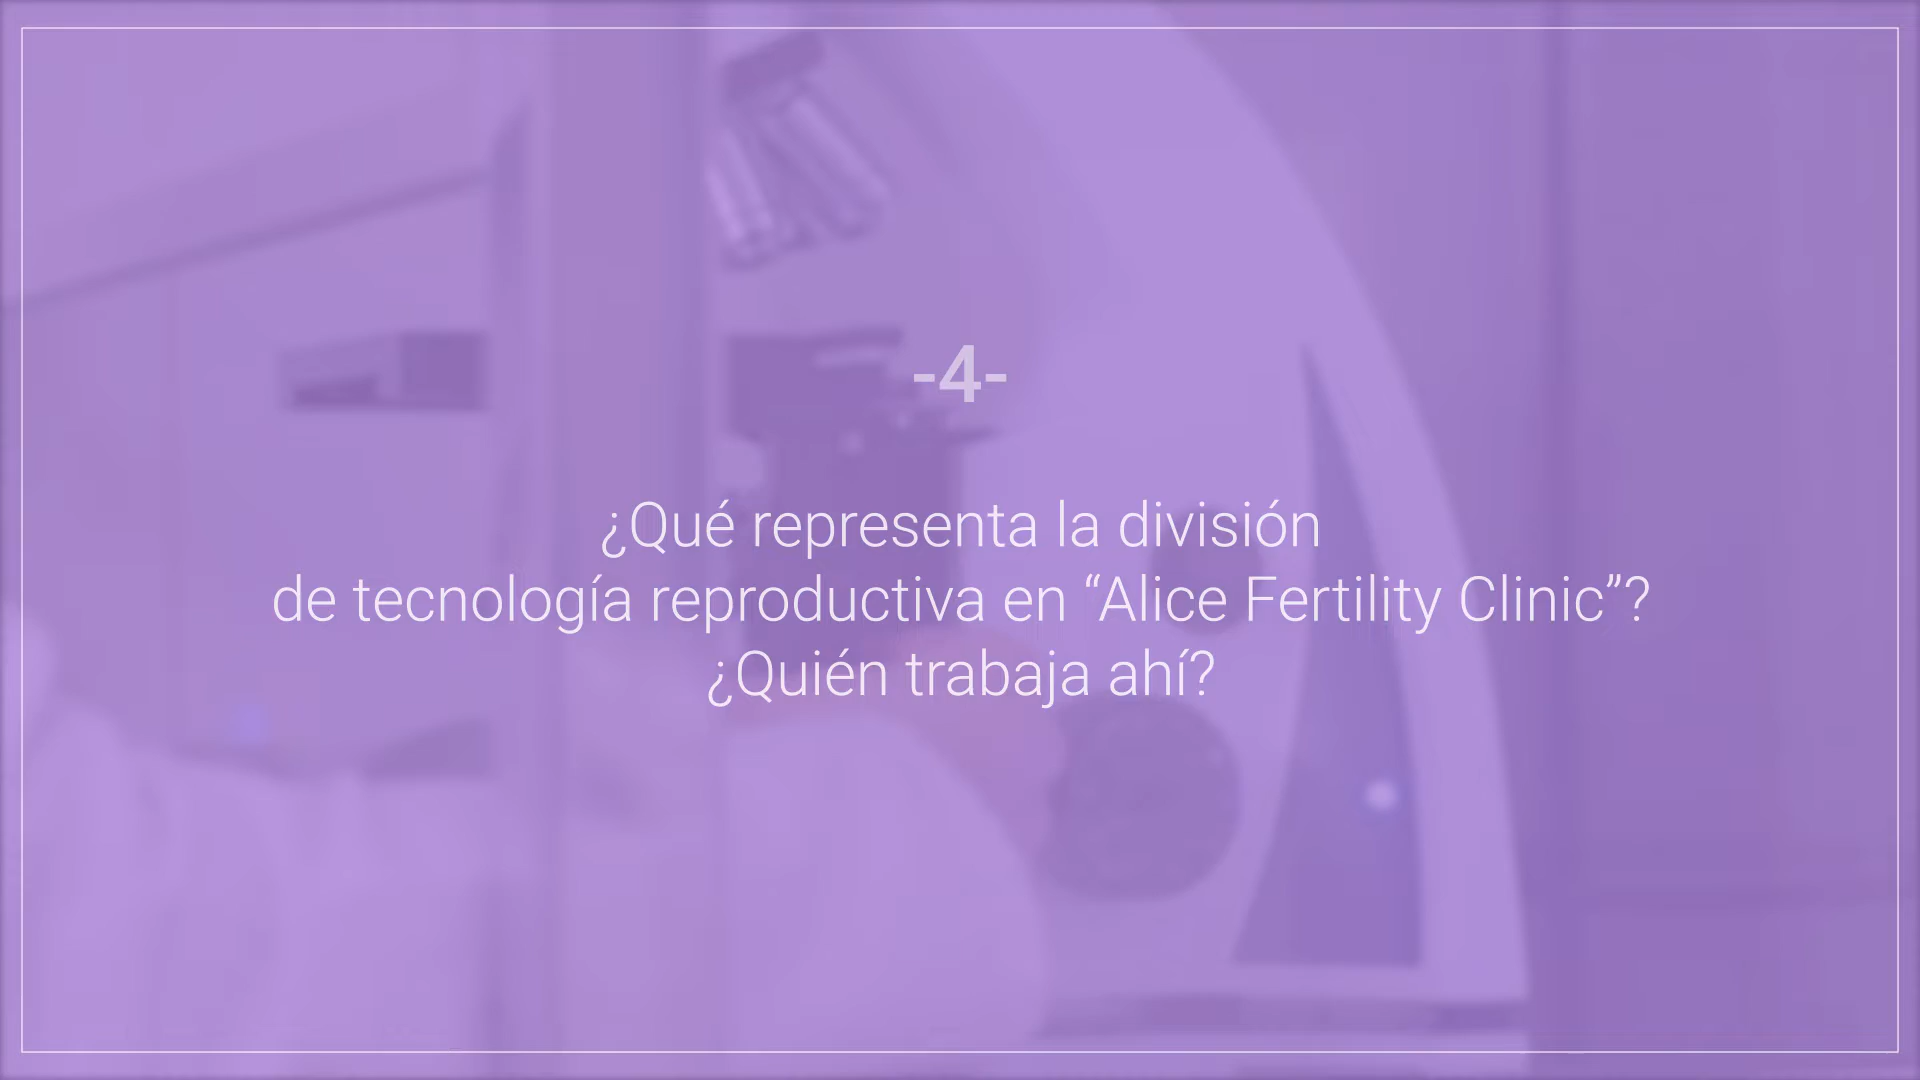 -4-
¿Qué representa la división
de tecnología reproductiva en “Alice Fertility Clinic”?
¿Quién trabaja ahí?